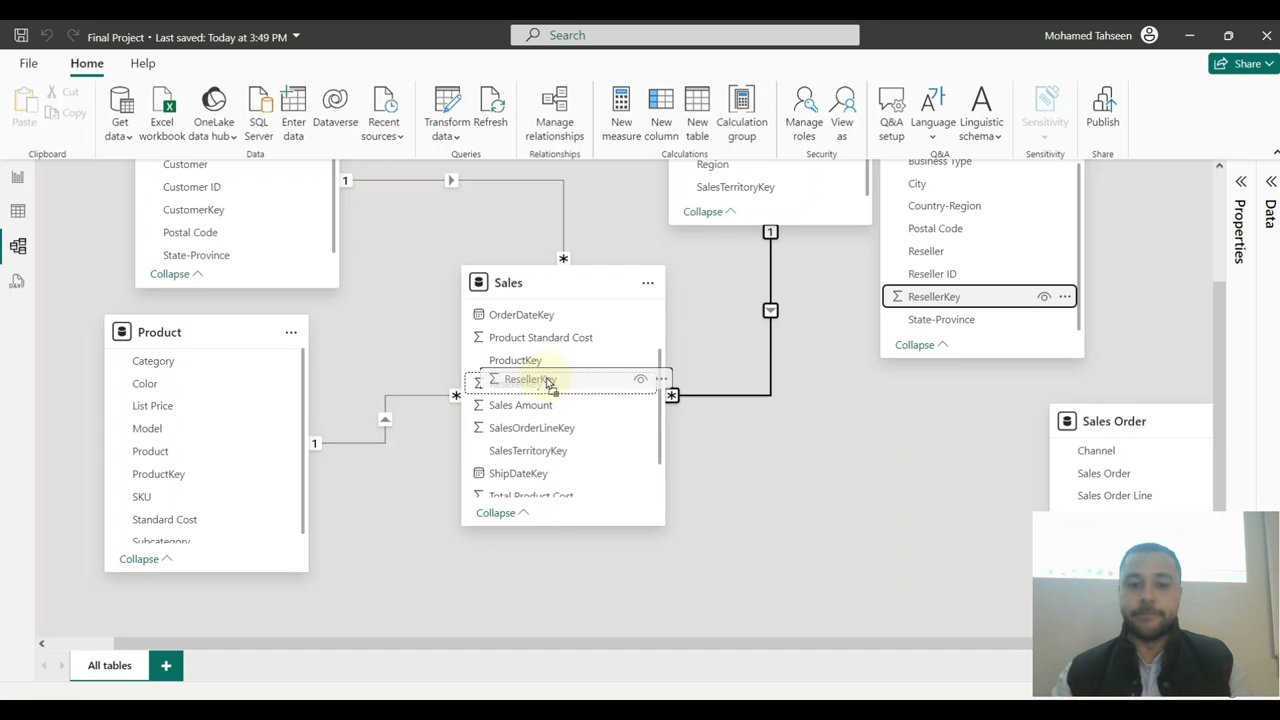 Final Project • Last saved: Today at 3:49 PM
Search
Mohamed Tahseen
File
Home
Help
Share
Paste
Cut
Copy
Get data
Excel workbook
OneLake data hub
SQL Server
Enter data
Dataverse
Recent sources
Transform data
Refresh
Manage relationships
New measure
New column
New table
Calculation group
Manage roles
View as
Q&A setup
Language
Linguistic schema
Sensitivity
Publish
Clipboard
Data
Queries
Relationships
Calculations
Security
Q&A
Sensitivity
Share
Customer
Customer ID
CustomerKey
Postal Code
State-Province
Collapse
1
*
Region
SalesTerritoryKey
Collapse
1
Business Type
City
Country-Region
Postal Code
Reseller
Reseller ID
ResellerKey
State-Province
Collapse
Properties
Data
Product
Category
Color
List Price
Model
Product
ProductKey
SKU
Standard Cost
Subcategory
Collapse
1
*
Sales
OrderDateKey
Product Standard Cost
ProductKey
ResellerKey
Sales Amount
SalesOrderLineKey
SalesTerritoryKey
ShipDateKey
Total Product Cost
Collapse
*
Sales Order
Channel
Sales Order
Sales Order Line
All tables